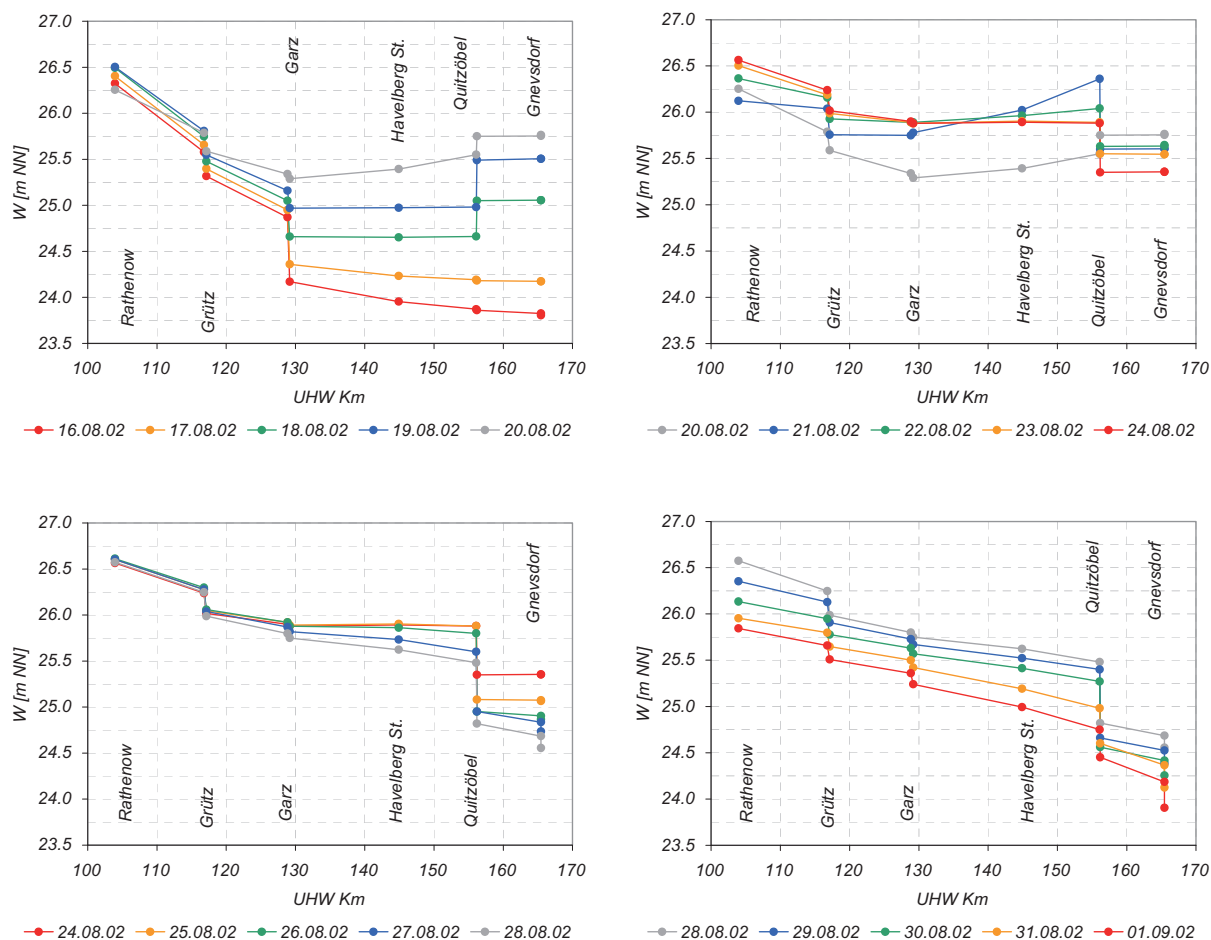 27.0
26.5
26.0
25.5
25.0
24.5
24.0
23.5
W [m NN]
100 110 120 130 140 150 160 170
UHW Km
Rathenow
Grütz
Garz
Havelberg St.
Quitzöbel
Gnevsdorf
16.08.02 17.08.02 18.08.02 19.08.02 20.08.02
27.0
26.5
26.0
25.5
25.0
24.5
24.0
23.5
W [m NN]
100 110 120 130 140 150 160 170
UHW Km
Rathenow
Grütz
Garz
Havelberg St.
Quitzöbel
Gnevsdorf
20.08.02 21.08.02 22.08.02 23.08.02 24.08.02
27.0
26.5
26.0
25.5
25.0
24.5
24.0
23.5
W [m NN]
100 110 120 130 140 150 160 170
UHW Km
Rathenow
Grütz
Garz
Havelberg St.
Quitzöbel
Gnevsdorf
24.08.02 25.08.02 26.08.02 27.08.02 28.08.02
27.0
26.5
26.0
25.5
25.0
24.5
24.0
23.5
W [m NN]
100 110 120 130 140 150 160 170
UHW Km
Rathenow
Grütz
Garz
Havelberg St.
Quitzöbel
Gnevsdorf
28.08.02 29.08.02 30.08.02 31.08.02 01.09.02